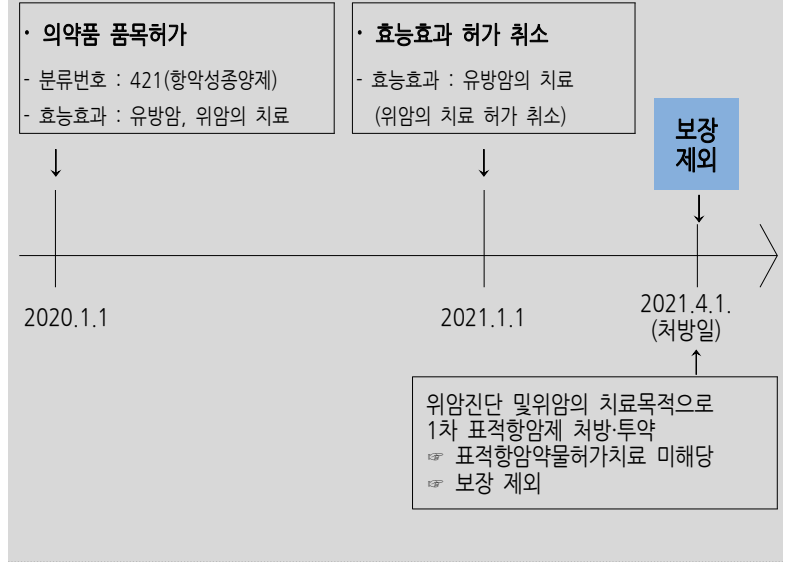 · 의약품 품목허가
- 분류번호 : 421(항악성종양제)
- 효능효과 : 유방암, 위암의 치료
· 효능효과 허가 취소
- 효능효과 : 유방암의 치료
(위암의 치료 허가 취소)
보장
제외
2020.1.1
2021.1.1
2021.4.1.
(처방일)
위암진단 및위암의 치료목적으로
1차 표적항암제 처방·투약
☞ 표적항암약물허가치료 미해당
☞ 보장 제외